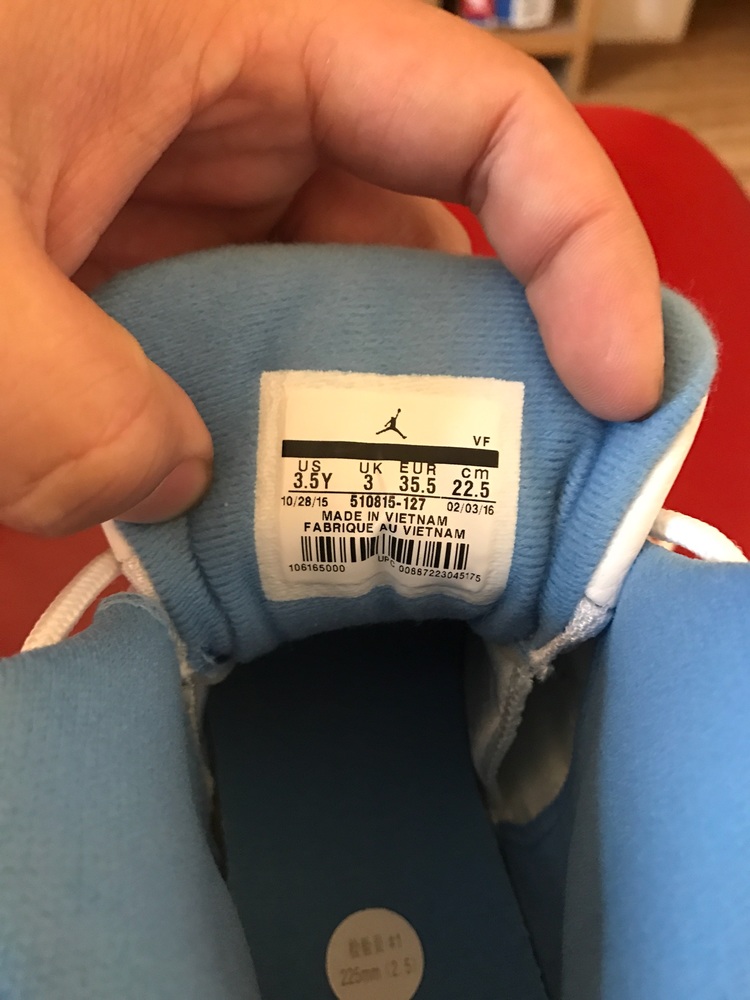 VF
US UK EUR cm
3.5Y 3 35.5 22.5
10/28/15 510815-127 02/03/16
MADE IN VIETNAM
FABRIQUE AU VIETNAM
106165000 UPC 00887223045175
#1
225mm (2.5)